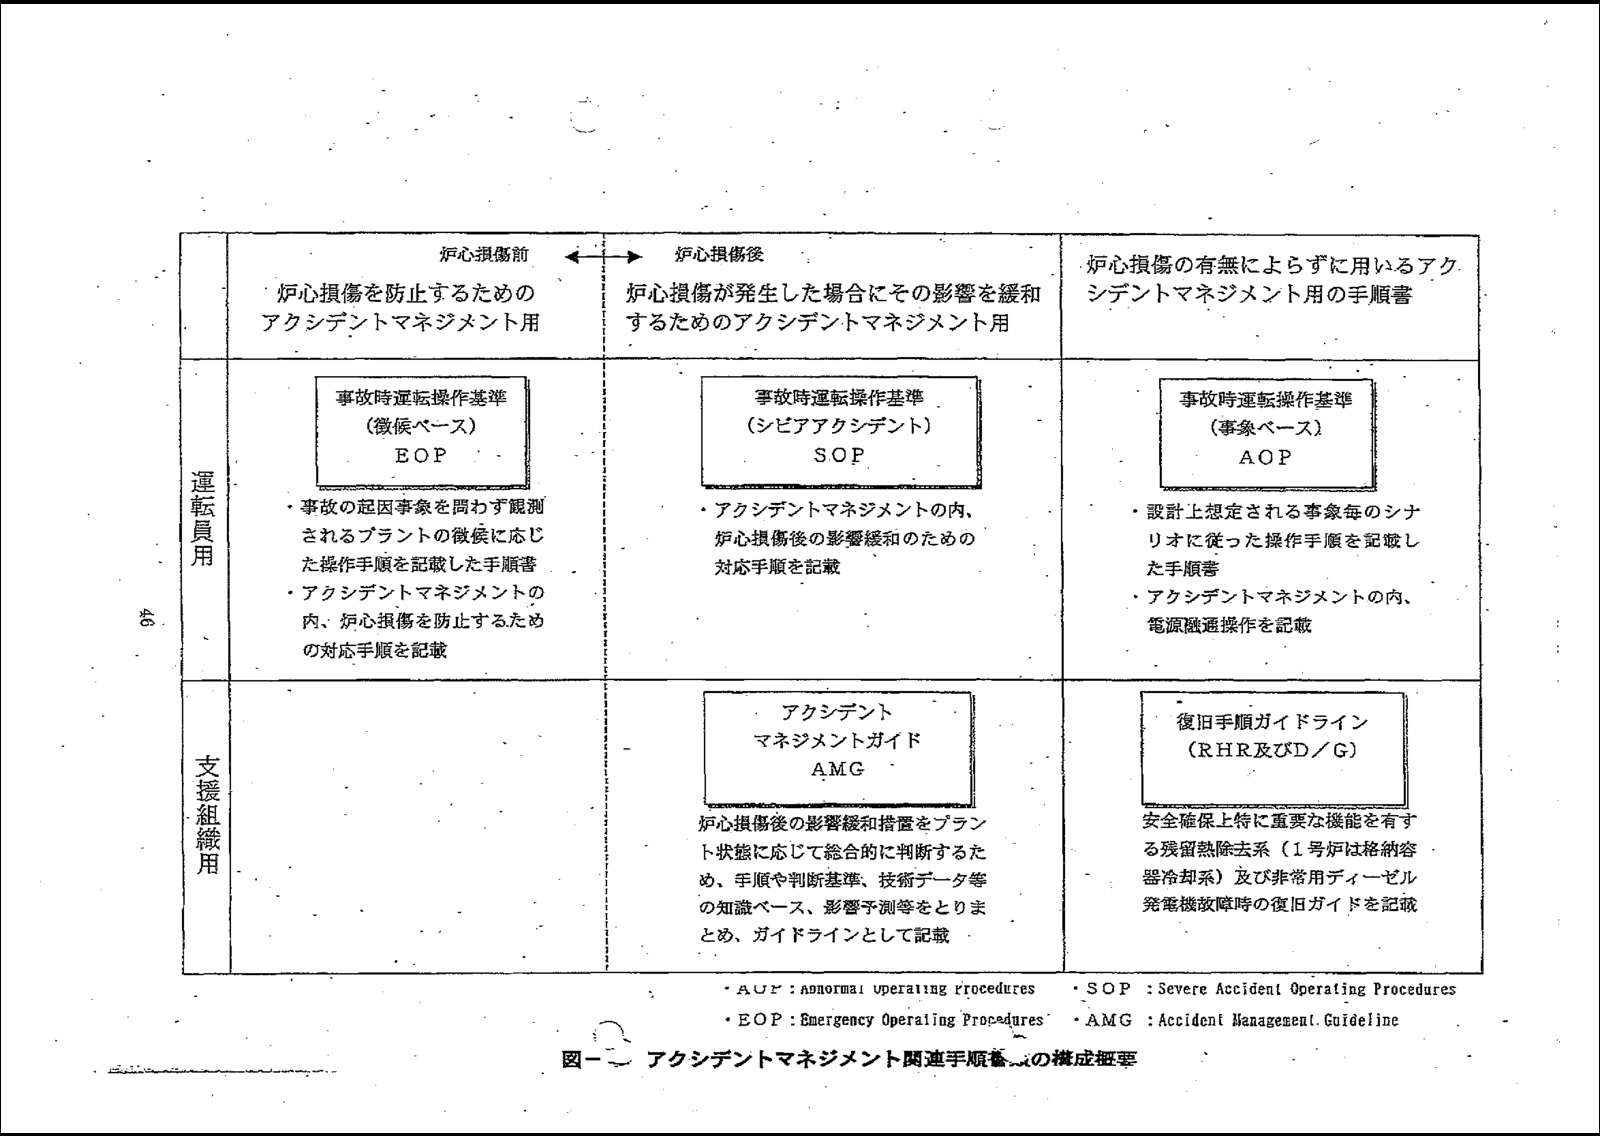 炉心損傷前
炉心損傷後
炉心損傷を防止するための
アクシデントマネジメント用
炉心損傷が発生した場合にその影響を緩和
するためのアクシデントマネジメント用
炉心損傷の有無によらずに用いるアク
シデントマネジメント用の手順書
運転員用
事故時運転操作基準
(徴候ベース)
EOP
・事故の起因事象を問わず観測
されるプラントの徴候に応じ
た操作手順を記載した手順書
・アクシデントマネジメントの
内、炉心損傷を防止するため
の対応手順を記載
事故時運転操作基準
(シビアアクシデント)
SOP
・アクシデントマネジメントの内、
炉心損傷後の影響緩和のための
対応手順を記載
事故時運転操作基準
(事象ベース)
AOP
・設計上想定される事象毎のシナ
リオに従った操作手順を記載し
た手順書
・アクシデントマネジメントの内、
電源融通操作を記載
46
支援組織用
アクシデント
マネジメントガイド
AMG
炉心損傷後の影響緩和措置をプラン
ト状態に応じて総合的に判断するた
め、手順や判断基準、技術データ等
の知識ベース、影響予測等をとりま
とめ、ガイドラインとして記載
復旧手順ガイドライン
(RHR及びD/G)
安全確保上特に重要な機能を有す
る残留熱除去系(1号炉は格納容
器冷却系)及び非常用ディーゼル
発電機故障時の復旧ガイドを記載
・AOP:Abnormal Operating Procedures
・SOP:Severe Accident Operating Procedures
・EOP:Emergency Operating Procedures
・AMG:Accident Management Guideline
図- アクシデントマネジメント関連手順書 の構成概要